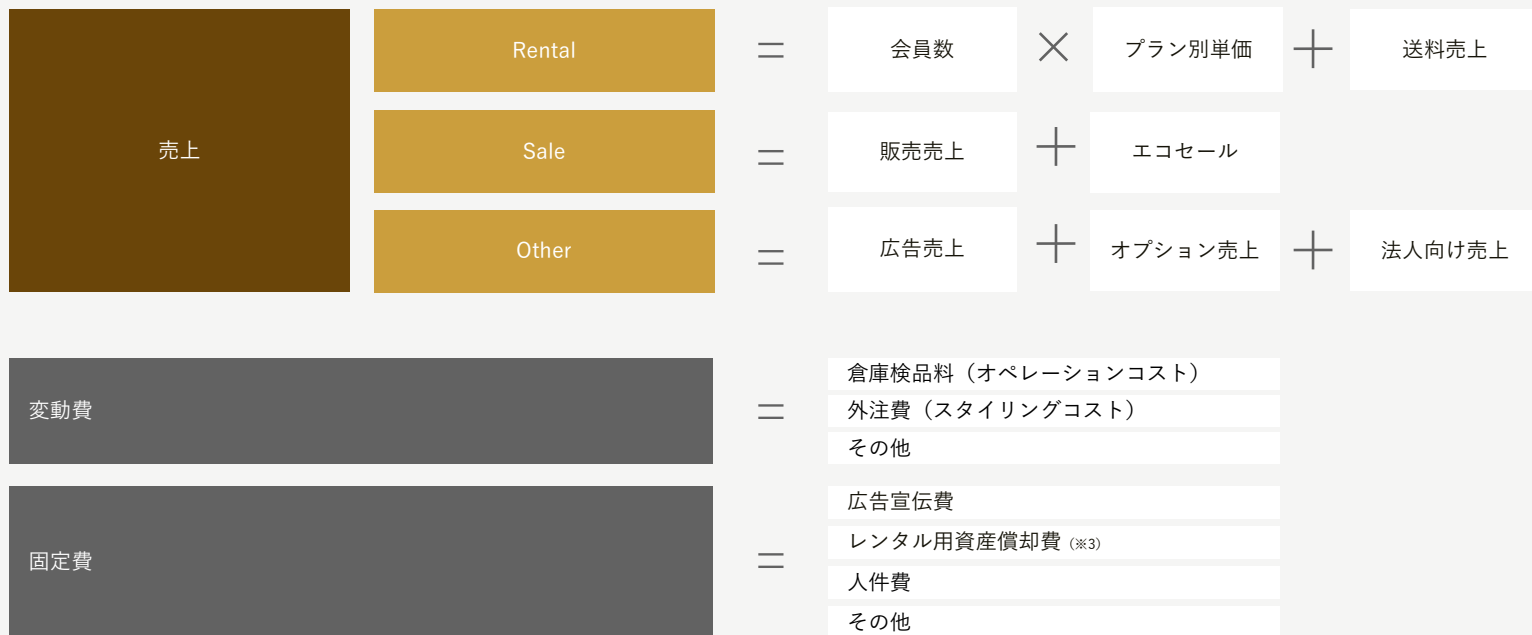 売上
Rental = 会員数 × プラン別単価 + 送料売上
Sale = 販売売上 + エコセール
Other = 広告売上 + オプション売上 + 法人向け売上
変動費 =
倉庫検品料（オペレーションコスト）
外注費（スタイリングコスト）
その他
固定費 =
広告宣伝費
レンタル用資産償却費（※3）
人件費
その他